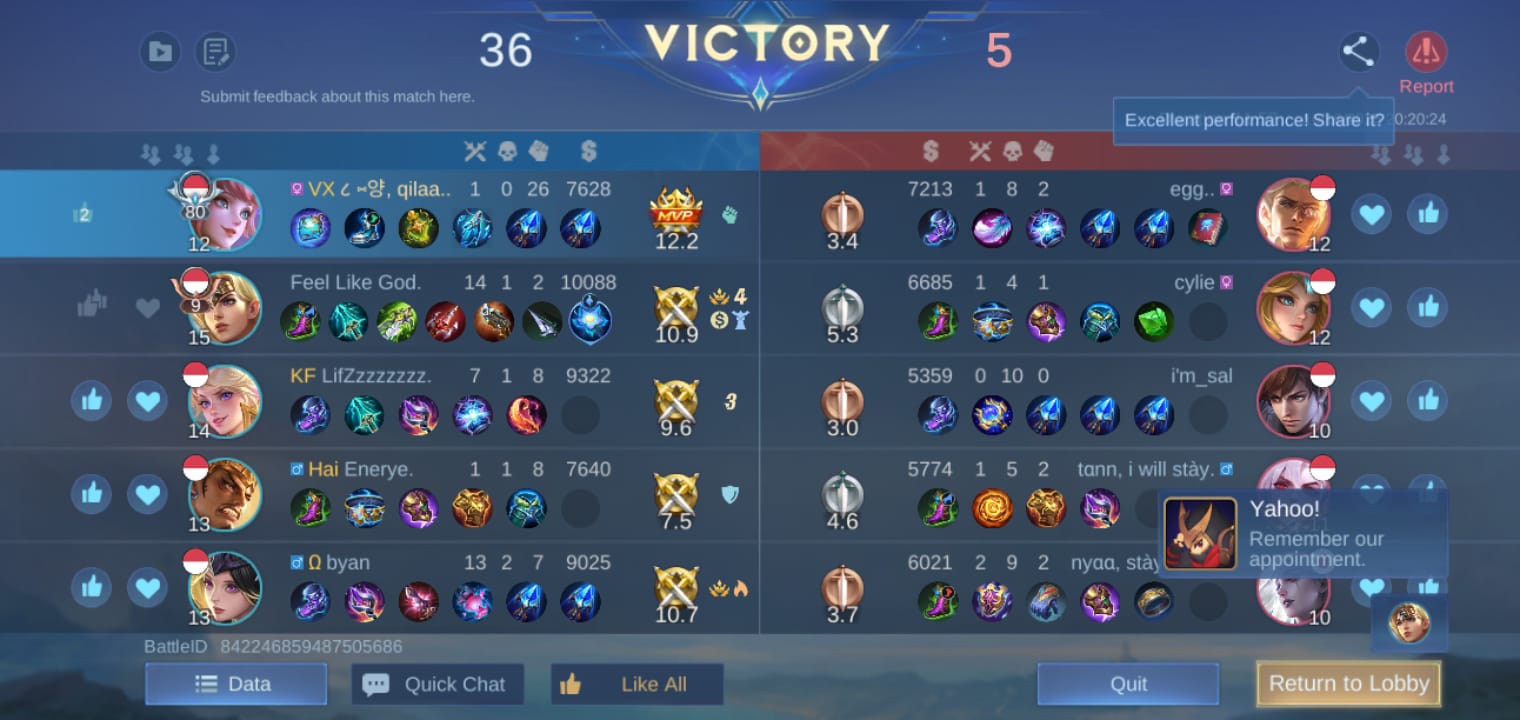 VICTORY
36
5
Report
Submit feedback about this match here.
Excellent performance! Share it?
0:20:24
2
80
12
VX 양, qilaa..
1 0 26 7628
MVP
12.2
3.4
7213 1 8 2
egg..
12
9
15
Feel Like God.
14 1 2 10088
10.9
4
5.3
6685 1 4 1
cylie
12
14
KF LifZzzzzzz.
7 1 8 9322
9.6
3
3.0
5359 0 10 0
i'm_sal
10
13
Hai Enerye.
1 1 8 7640
7.5
4.6
5774 1 5 2
tαnn, i will stày.
Yahoo!
Remember our
appointment.
13
Ω byan
13 2 7 9025
10.7
3.7
6021 2 9 2
nyαα, stày
10
BattleID 842246859487505686
Data
Quick Chat
Like All
Quit
Return to Lobby